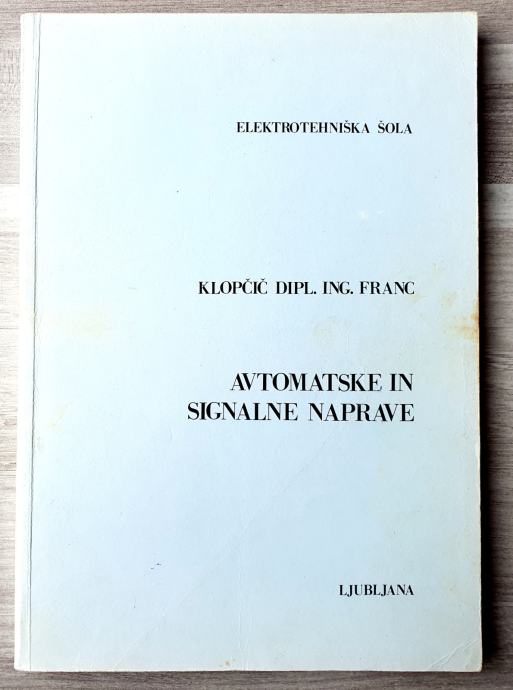 ELEKTROTEHNIŠKA ŠOLA
KLOPČIČ DIPL. ING. FRANC
AVTOMATSKE IN
SIGNALNE NAPRAVE
LJUBLJANA